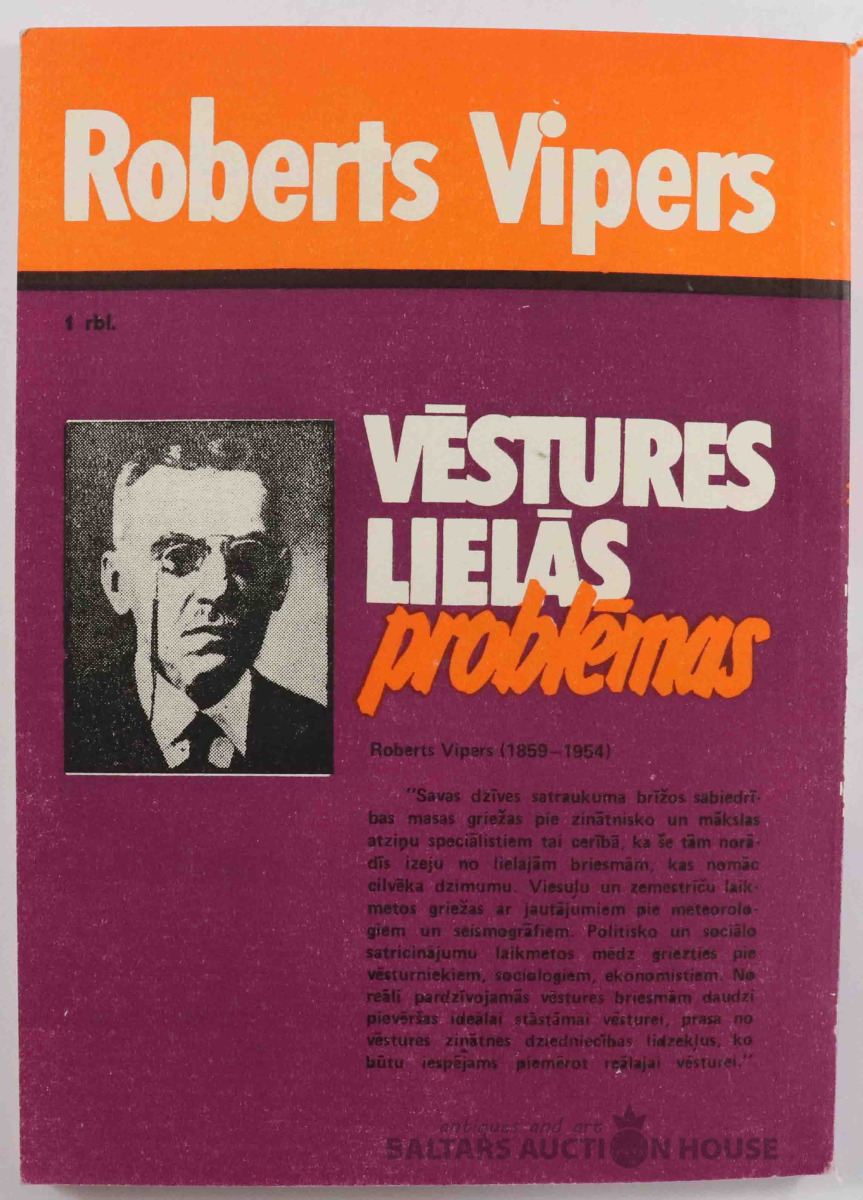 Roberts Vipers
1 rbl.
VĒSTURES
LIELĀS
problēmas
Roberts Vipers (1859–1954)
"Savas dzīves satraukuma brīžos sabiedrī-
bas masas griežas pie zinātnisko un mākslas
atziņu speciālistiem tai cerībā, ka še tām norā-
dīs izeju no lielajām briesmām, kas nomāc
cilvēka dzimumu. Viesuļu un zemestrīču laik-
metos griežas ar jautājumiem pie meteorolo-
giem un seismogrāfiem. Politisko un sociālo
satricinājumu laikmetos mēdz griezties pie
vēsturniekiem, sociologiem, ekonomistiem. No
reāli pardzīvojamās vēstures briesmām daudzi
pievēršas ideālai stāstāmai vēsturei, prasa no
vēstures zinātnes dziedniecības līdzekļus, ko
būtu iespējams piemērot reālajai vēsturei."
antiques and art
BALTARS AUCTION HOUSE